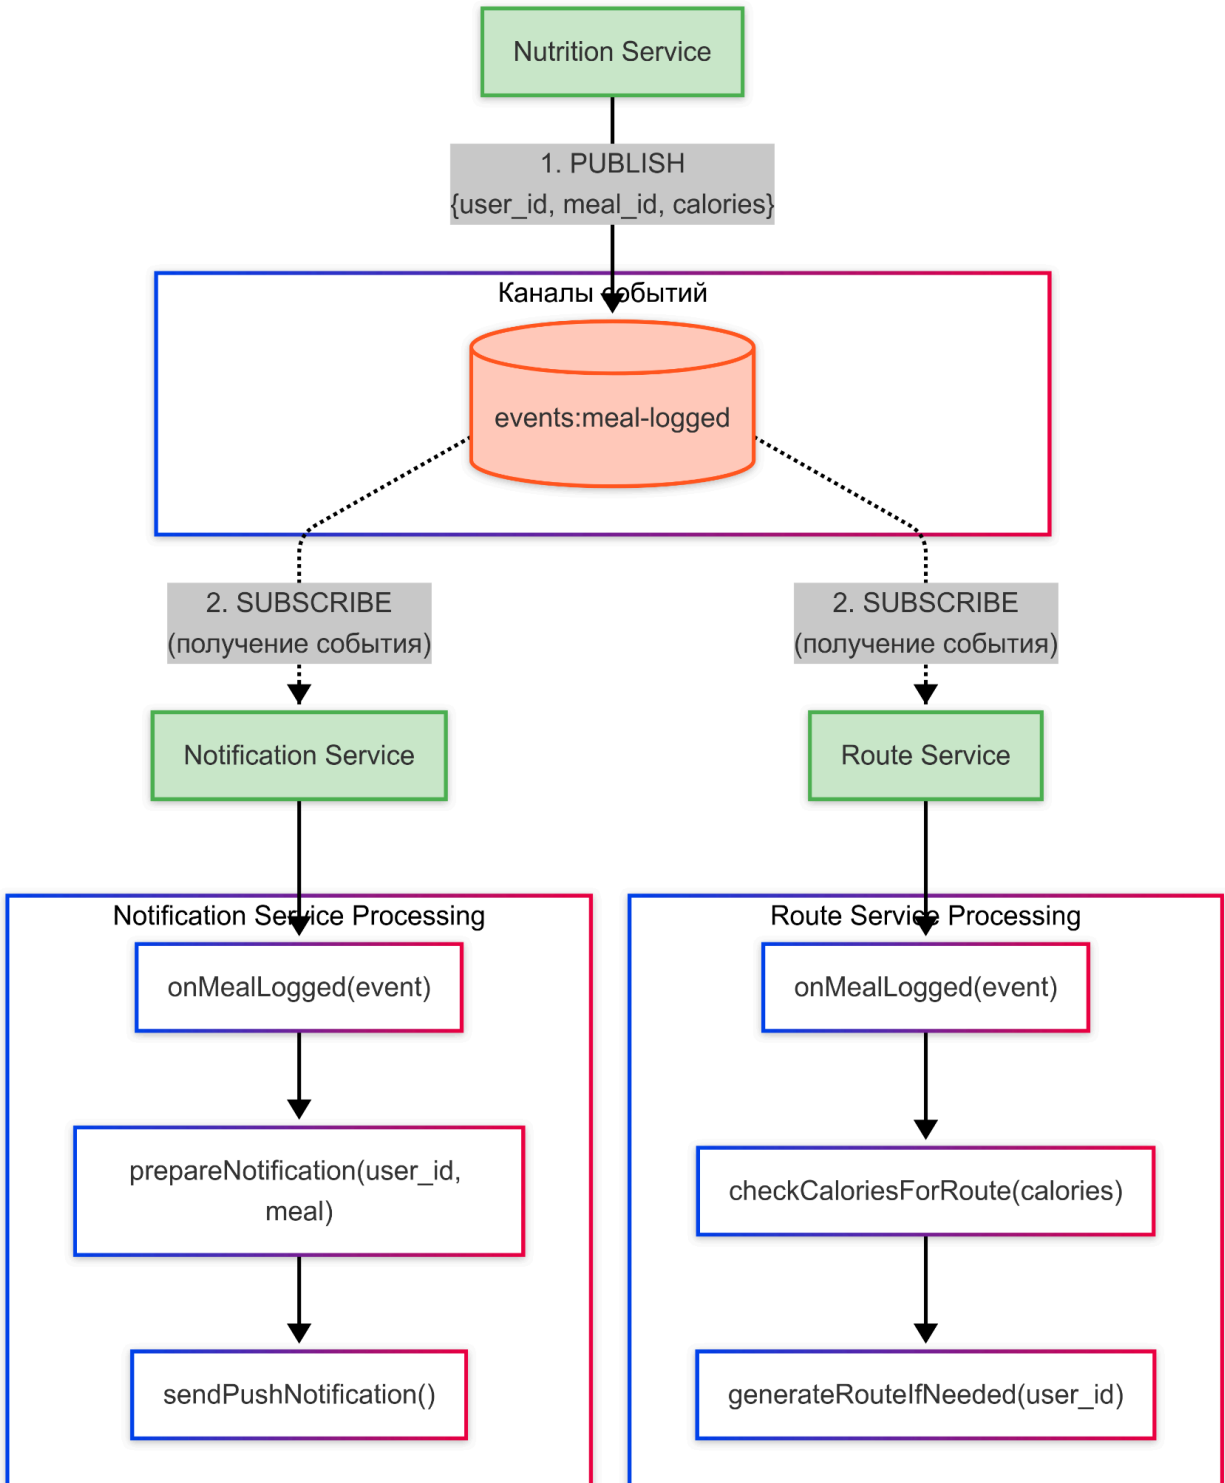 Nutrition Service
1. PUBLISH
{user_id, meal_id, calories}
Каналы событий
events:meal-logged
2. SUBSCRIBE
(получение события)
2. SUBSCRIBE
(получение события)
Notification Service
Route Service
Notification Service Processing
onMealLogged(event)
prepareNotification(user_id,
meal)
sendPushNotification()
Route Service Processing
onMealLogged(event)
checkCaloriesForRoute(calories)
generateRouteIfNeeded(user_id)